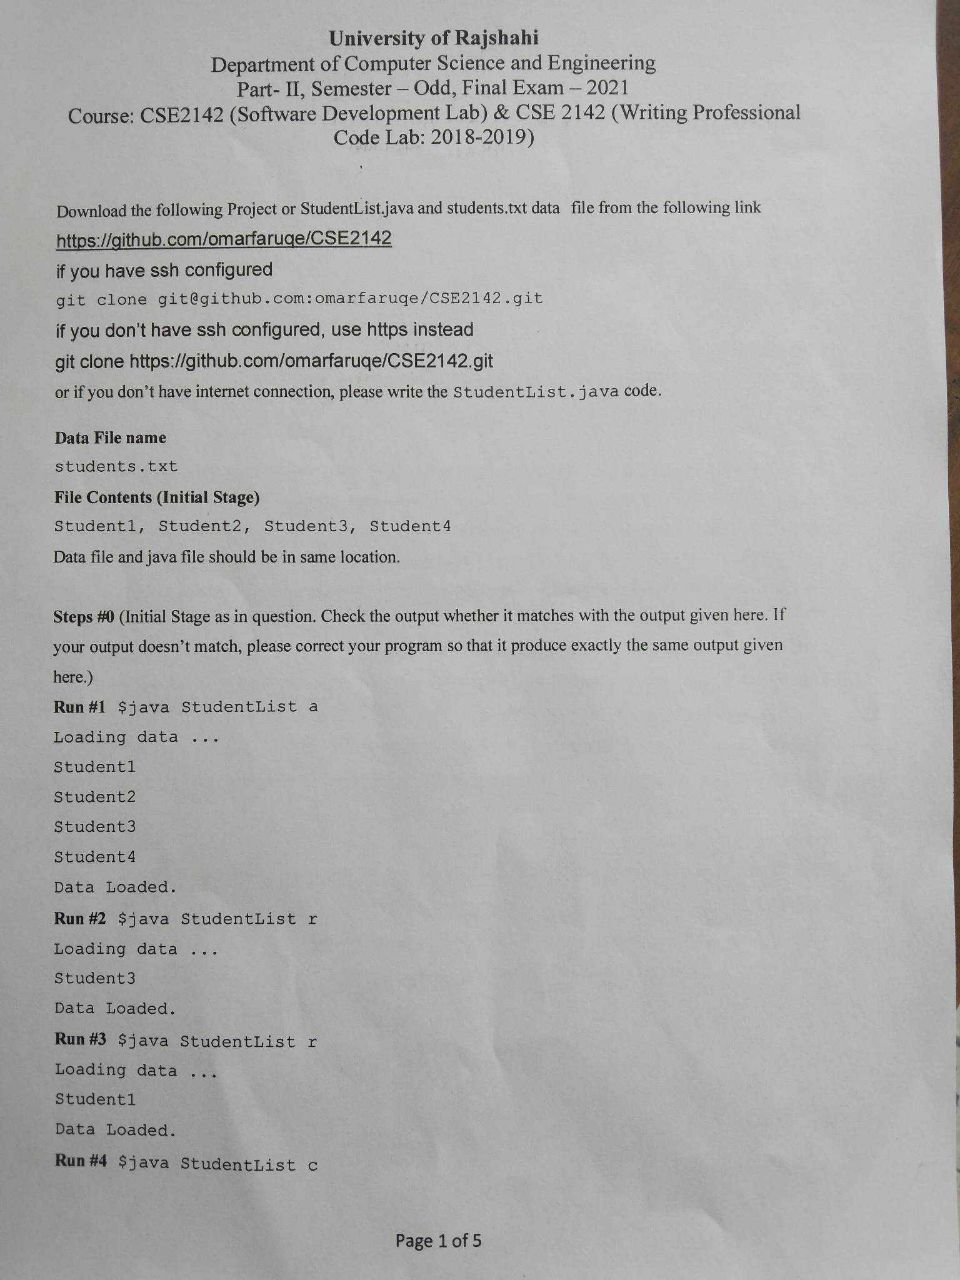 University of Rajshahi
Department of Computer Science and Engineering
Part- II, Semester – Odd, Final Exam – 2021
Course: CSE2142 (Software Development Lab) & CSE 2142 (Writing Professional
Code Lab: 2018-2019)
Download the following Project or StudentList.java and students.txt data file from the following link
https://github.com/omarfaruqe/CSE2142
if you have ssh configured
git clone git@github.com:omarfaruqe/CSE2142.git
if you don't have ssh configured, use https instead
git clone https://github.com/omarfaruqe/CSE2142.git
or if you don't have internet connection, please write the StudentList.java code.
Data File name
students.txt
File Contents (Initial Stage)
Student1, Student2, Student3, Student4
Data file and java file should be in same location.
Steps #0 (Initial Stage as in question. Check the output whether it matches with the output given here. If
your output doesn't match, please correct your program so that it produce exactly the same output given
here.)
Run #1 $java StudentList a
Loading data ...
Student1
Student2
Student3
Student4
Data Loaded.
Run #2 $java StudentList r
Loading data ...
Student3
Data Loaded.
Run #3 $java StudentList r
Loading data ...
Student1
Data Loaded.
Run #4 $java StudentList c
Page 1 of 5